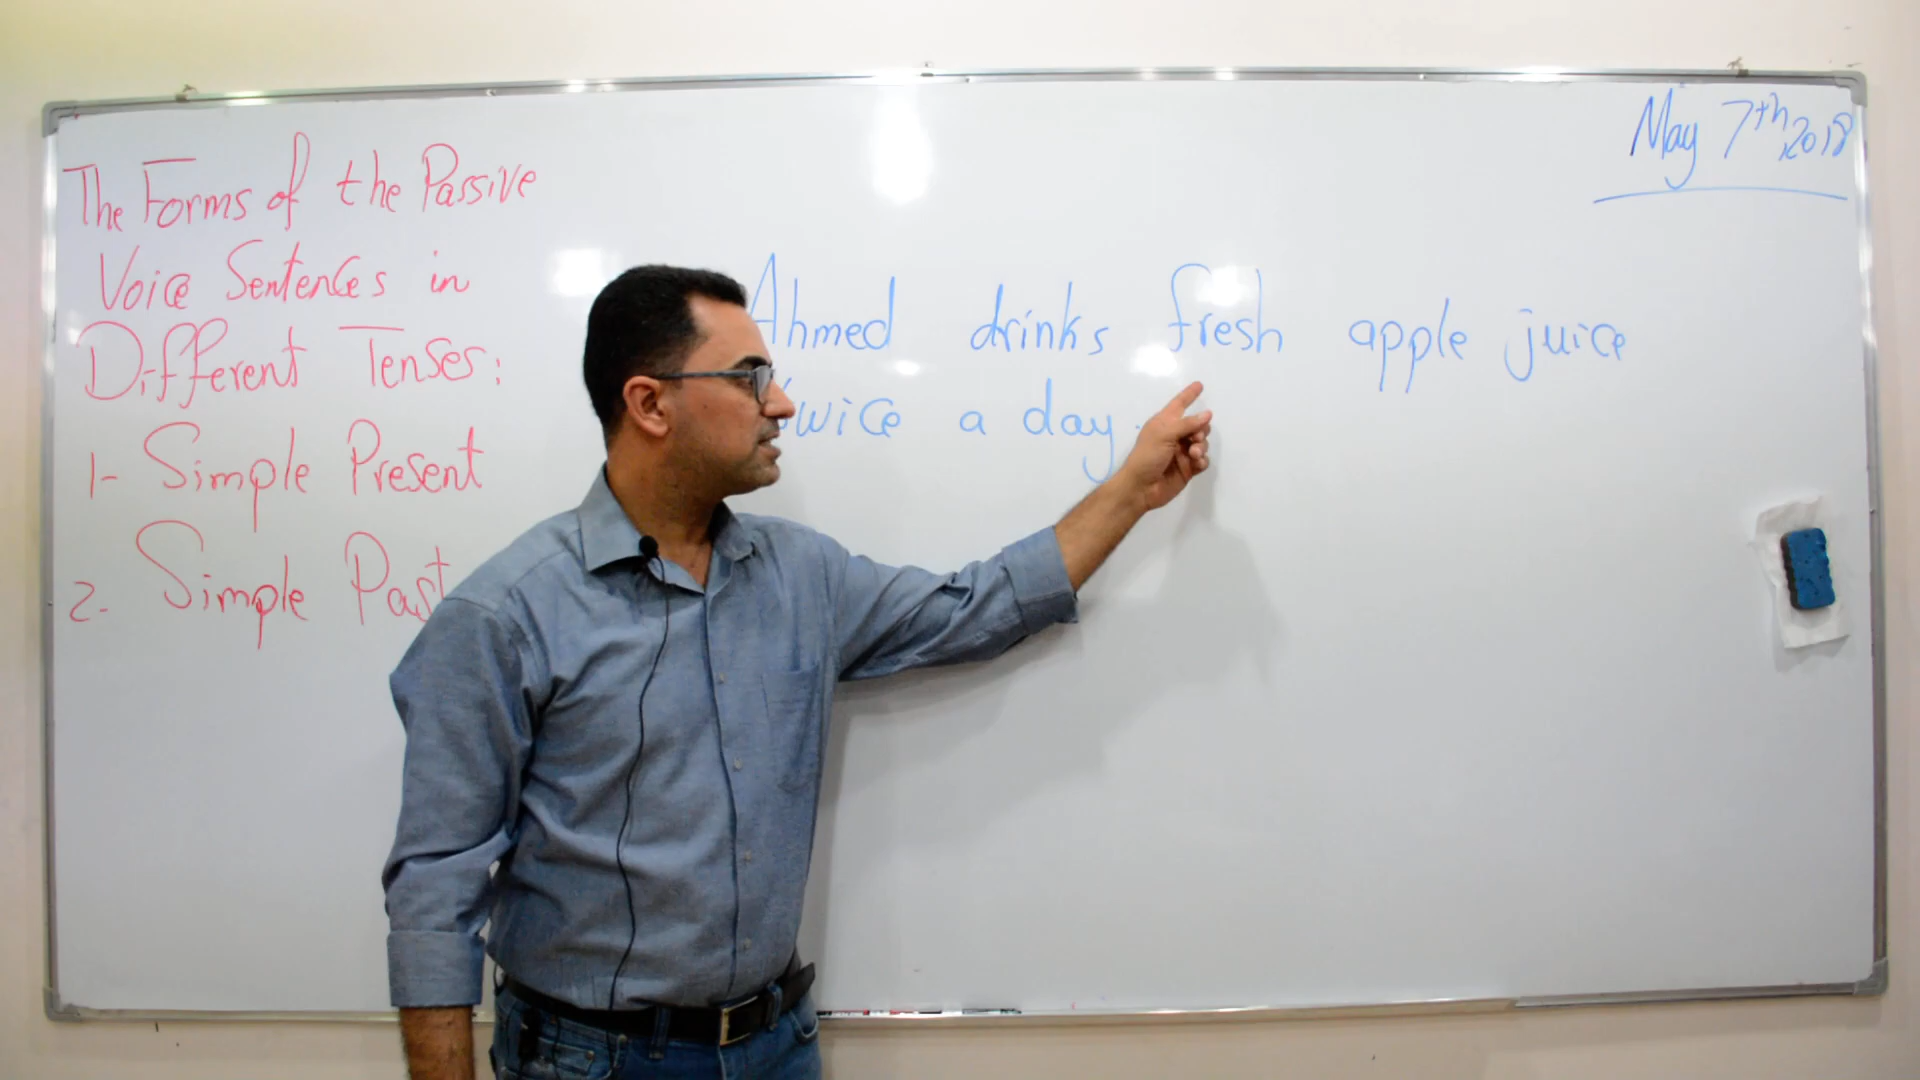 The Forms of the Passive
Voice Sentences in
Different Tenses:
1- Simple Present
2- Simple Past
May 7th, 2018
Ahmed drinks fresh apple juice
twice a day.